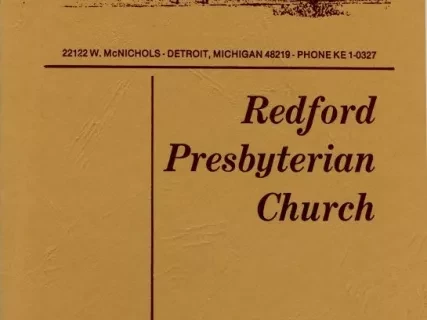 22122 W. McNICHOLS - DETROIT, MICHIGAN 48219 - PHONE KE 1-0327
Redford
Presbyterian
Church